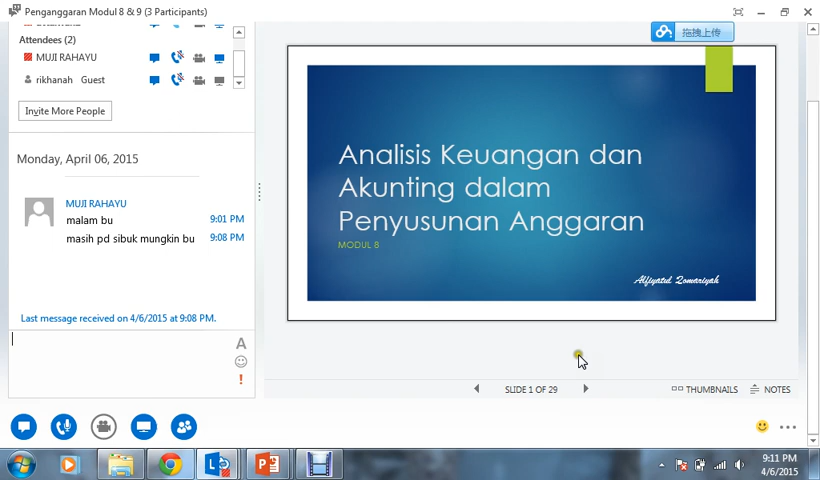 Penganggaran Modul 8 & 9 (3 Participants)
Attendees (2)
MUJI RAHAYU
rikhanah Guest
Invite More People
Monday, April 06, 2015
MUJI RAHAYU
malam bu 9:01 PM
masih pd sibuk mungkin bu 9:08 PM
Last message received on 4/6/2015 at 9:08 PM.
A
!
拖拽上传
Analisis Keuangan dan
Akunting dalam
Penyusunan Anggaran
MODUL 8
Alfiyatul Qomariyah
SLIDE 1 OF 29
THUMBNAILS
NOTES
9:11 PM
4/6/2015